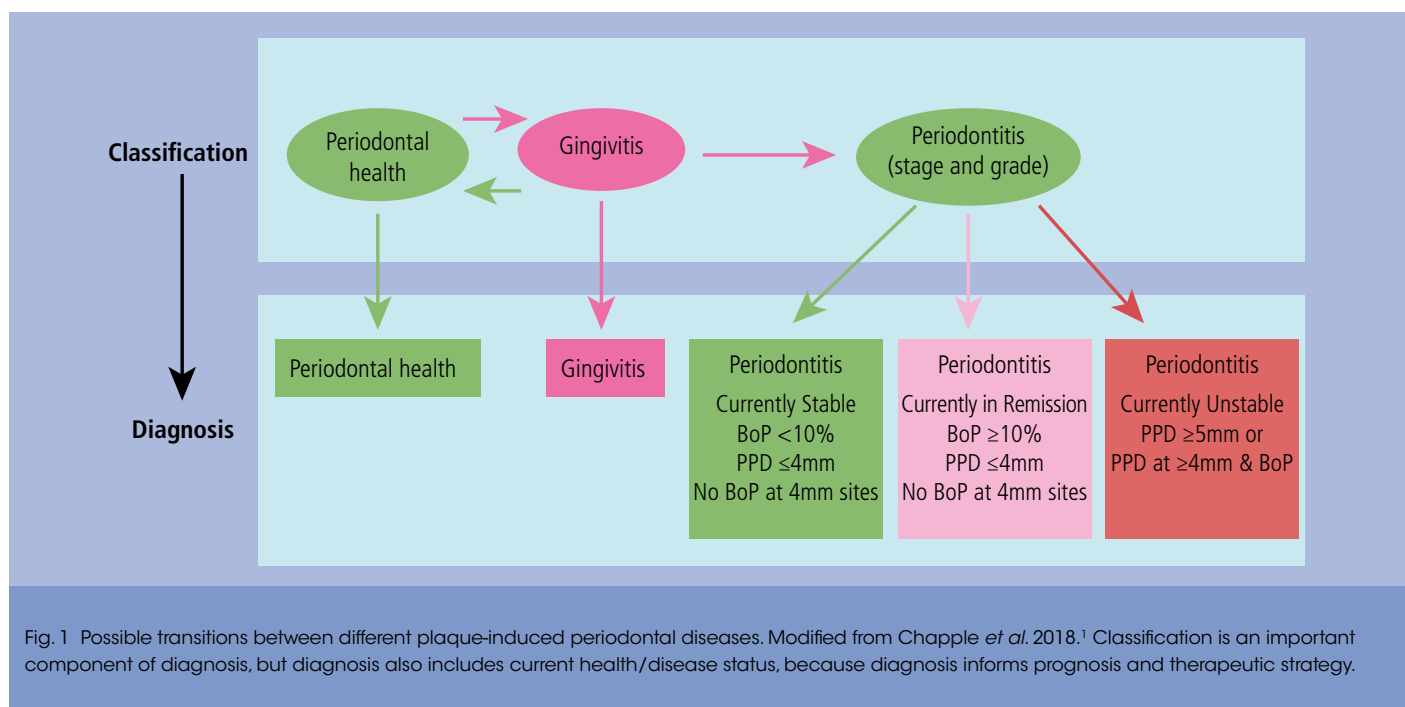 Classification
Diagnosis
Periodontal
health
Gingivitis
Periodontitis
(stage and grade)
Periodontal health
Gingivitis
Periodontitis
Currently Stable
BoP <10%
PPD ≤4mm
No BoP at 4mm sites
Periodontitis
Currently in Remission
BoP ≥10%
PPD ≤4mm
No BoP at 4mm sites
Periodontitis
Currently Unstable
PPD ≥5mm or
PPD at ≥4mm & BoP
Fig. 1 Possible transitions between different plaque-induced periodontal diseases. Modified from Chapple et al. 2018.¹ Classification is an important
component of diagnosis, but diagnosis also includes current health/disease status, because diagnosis informs prognosis and therapeutic strategy.